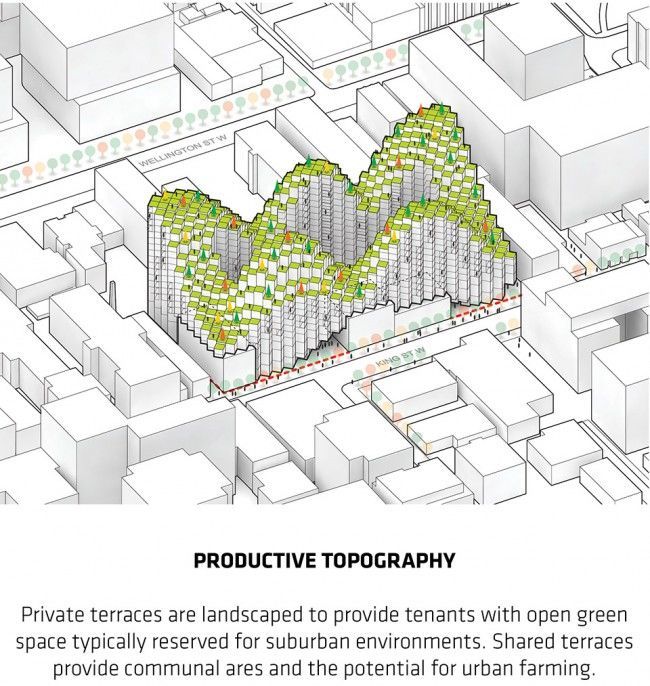 WELLINGTON ST W
KING ST W
PRODUCTIVE TOPOGRAPHY
Private terraces are landscaped to provide tenants with open green
space typically reserved for suburban environments. Shared terraces
provide communal ares and the potential for urban farming.